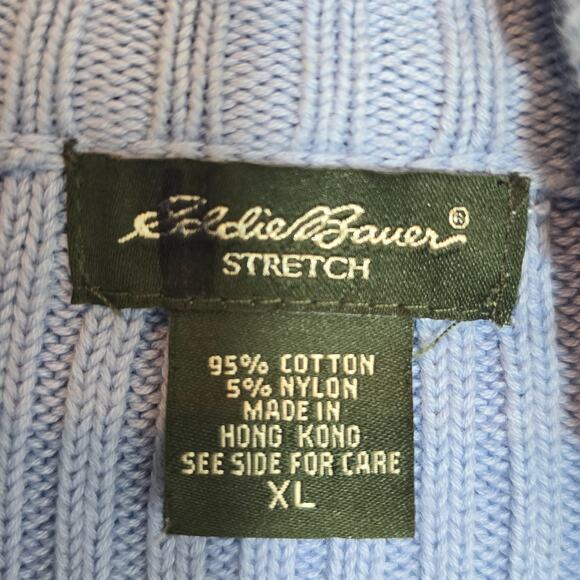 Eddie Bauer®
STRETCH
95% COTTON
5% NYLON
MADE IN
HONG KONG
SEE SIDE FOR CARE
XL